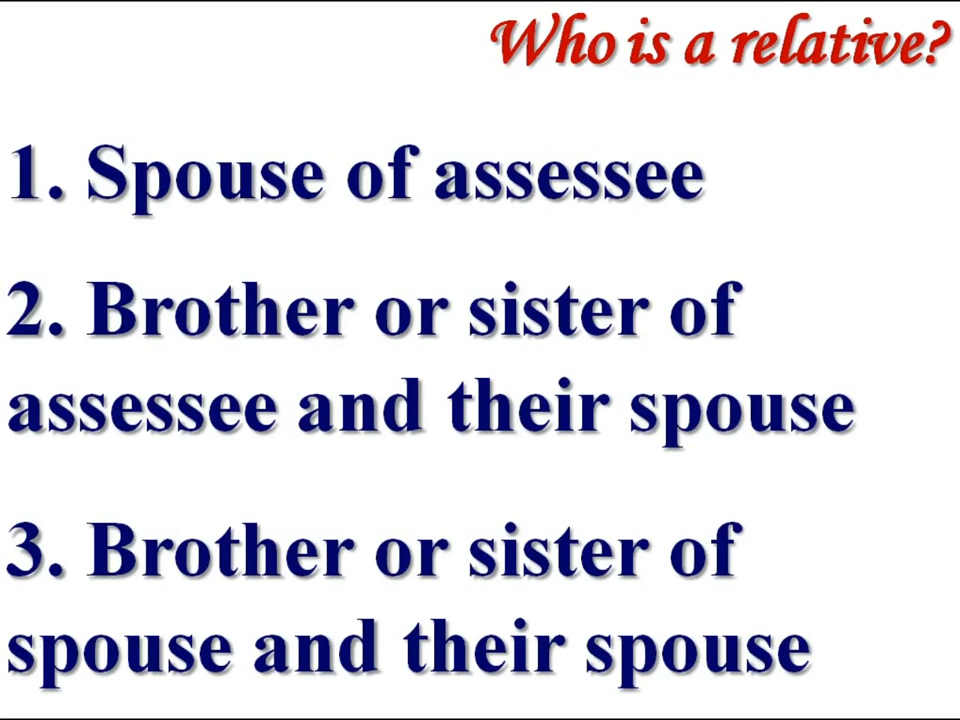 Who is a relative?
1. Spouse of assessee
2. Brother or sister of
assessee and their spouse
3. Brother or sister of
spouse and their spouse